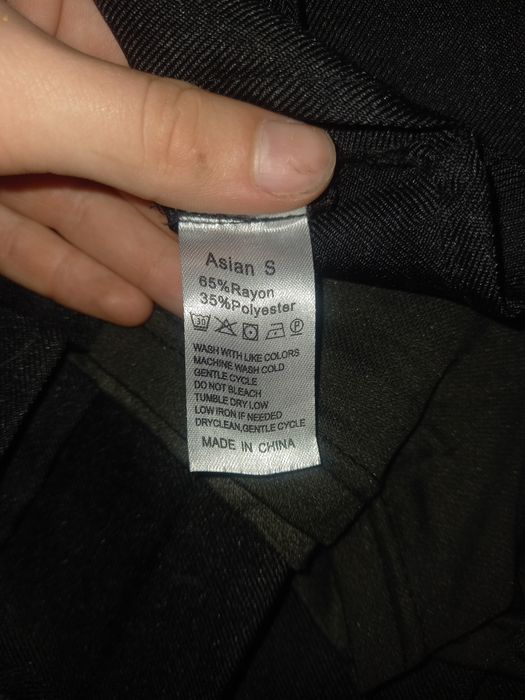 Asian S
65%Rayon
35%Polyester
30 P
WASH WITH LIKE COLORS
MACHINE WASH COLD
GENTLE CYCLE
DO NOT BLEACH
TUMBLE DRY LOW
LOW IRON IF NEEDED
DRYCLEAN,GENTLE CYCLE
MADE IN CHINA